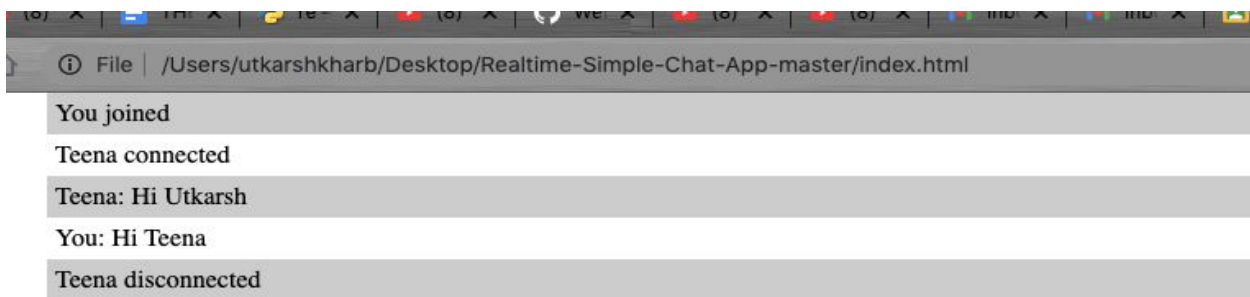 File /Users/utkarshkharb/Desktop/Realtime-Simple-Chat-App-master/index.html
You joined
Teena connected
Teena: Hi Utkarsh
You: Hi Teena
Teena disconnected